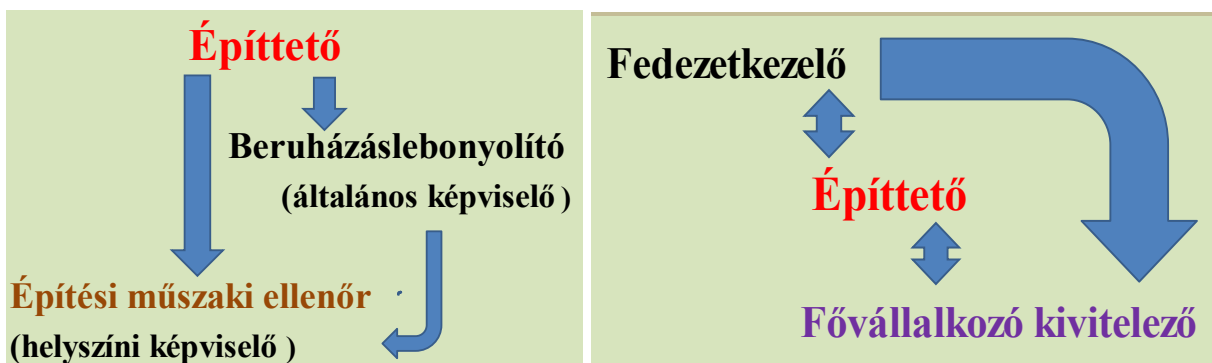 Építtető
Beruházáslebonyolító
(általános képviselő )
Építési műszaki ellenőr
(helyszíni képviselő )
Fedezetkezelő
Építtető
Fővállalkozó kivitelező